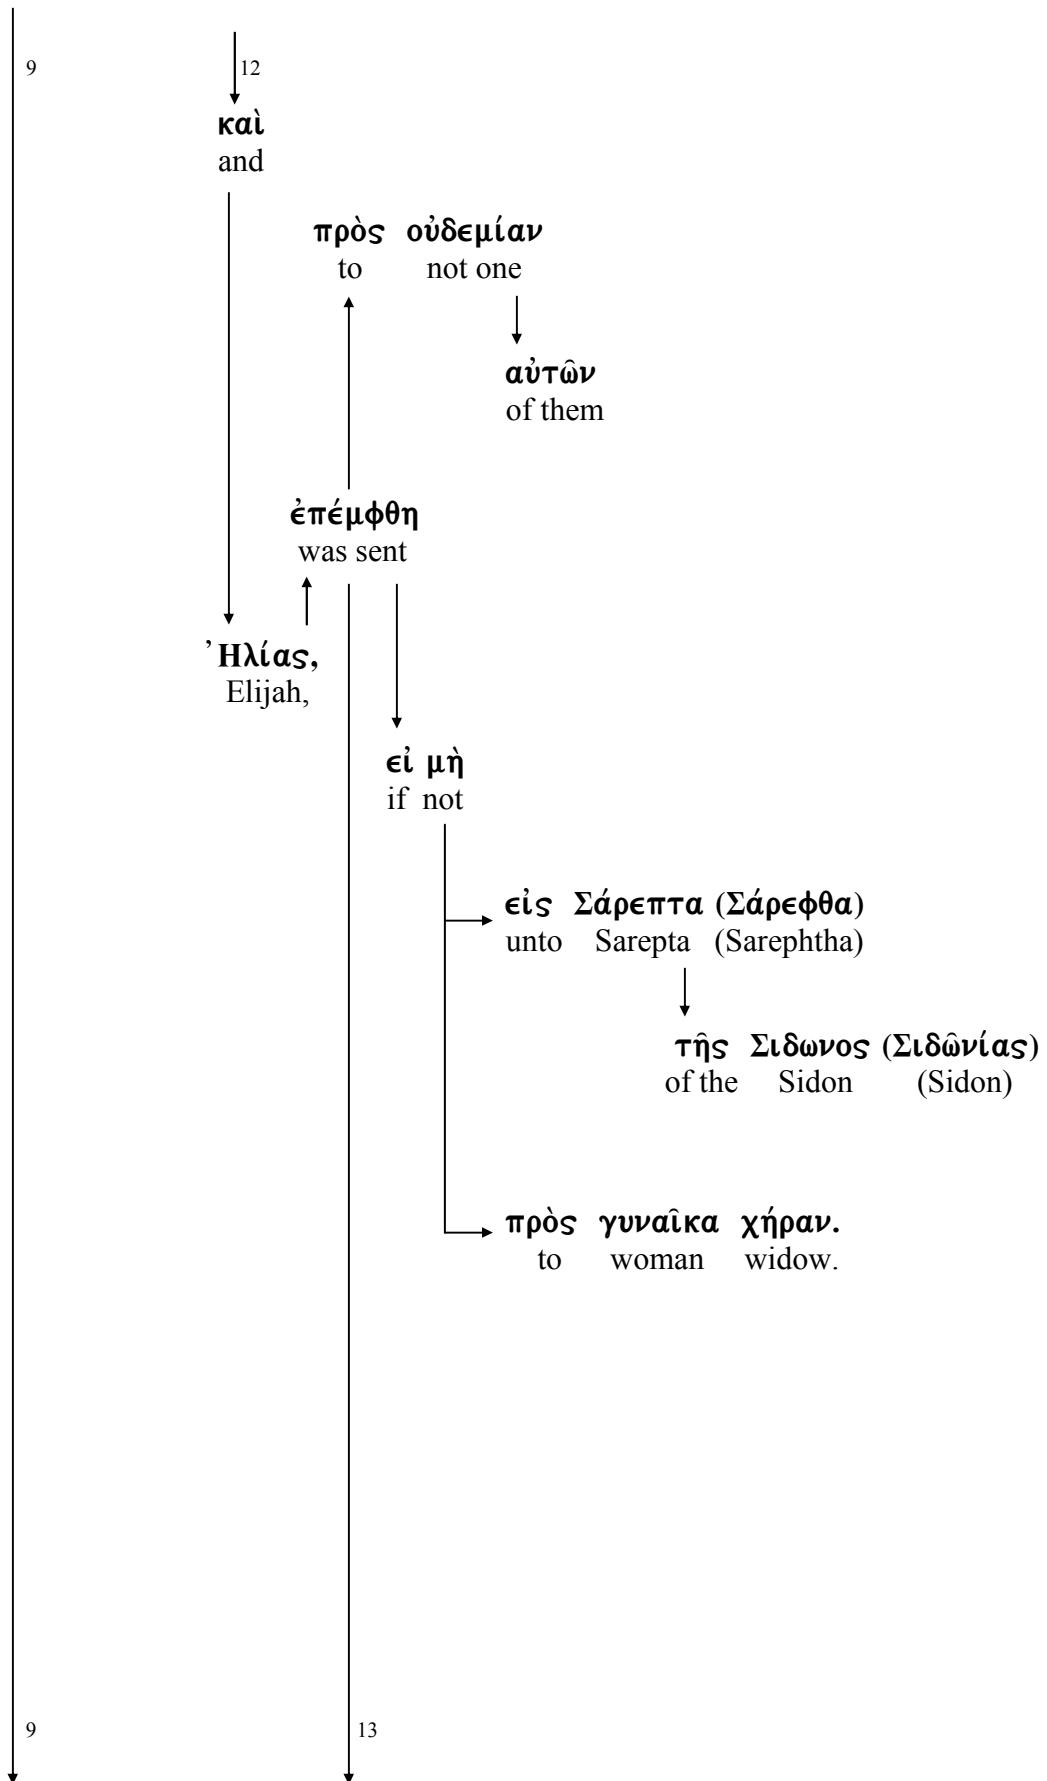 9 12
καὶ
and
πρὸς οὐδεμίαν
to not one
αὐτῶν
of them
ἐπέμφθη
was sent
᾿Ηλίας,
Elijah,
εἰ μὴ
if not
εἰς Σάρεπτα (Σάρεφθα)
unto Sarepta (Sarephtha)
τῆς Σιδωνος (Σιδῶνίας)
of the Sidon (Sidon)
πρὸς γυναῖκα χήραν.
to woman widow.
9 13